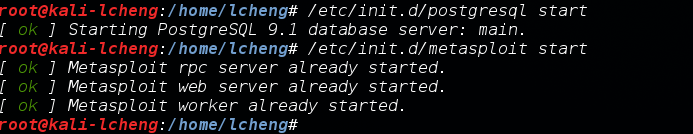 root@kali-lcheng:/home/lcheng# /etc/init.d/postgresql start
[ ok ] Starting PostgreSQL 9.1 database server: main.
root@kali-lcheng:/home/lcheng# /etc/init.d/metasploit start
[ ok ] Metasploit rpc server already started.
[ ok ] Metasploit web server already started.
[ ok ] Metasploit worker already started.
root@kali-lcheng:/home/lcheng#